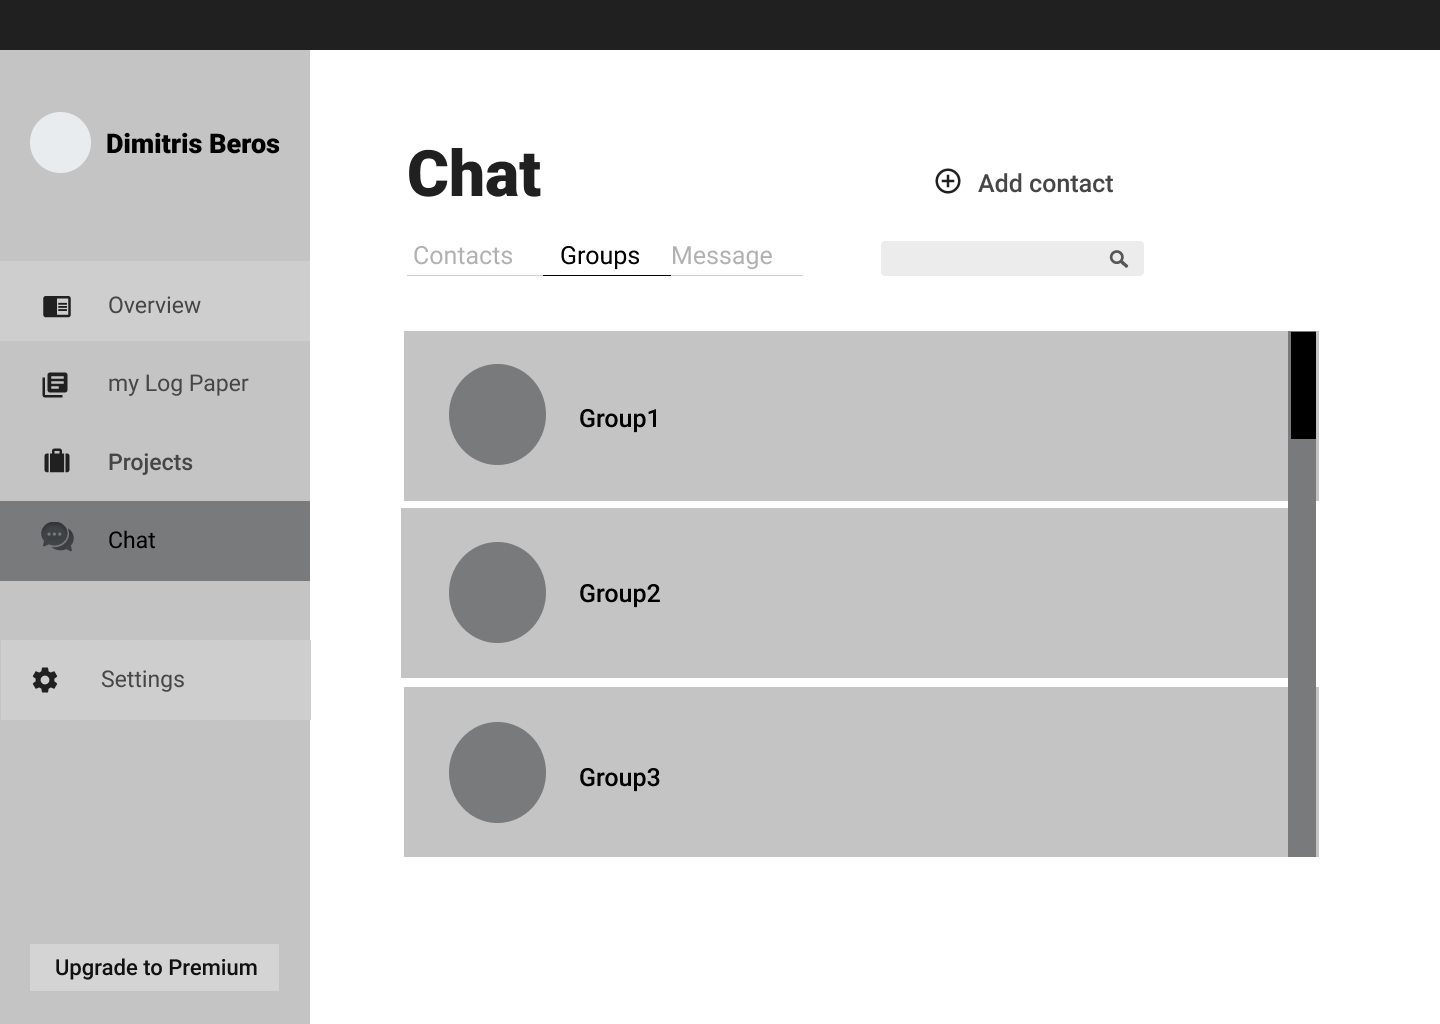 Dimitris Beros
Overview
my Log Paper
Projects
Chat
Settings
Upgrade to Premium
Chat
Add contact
Contacts Groups Message
Group1
Group2
Group3